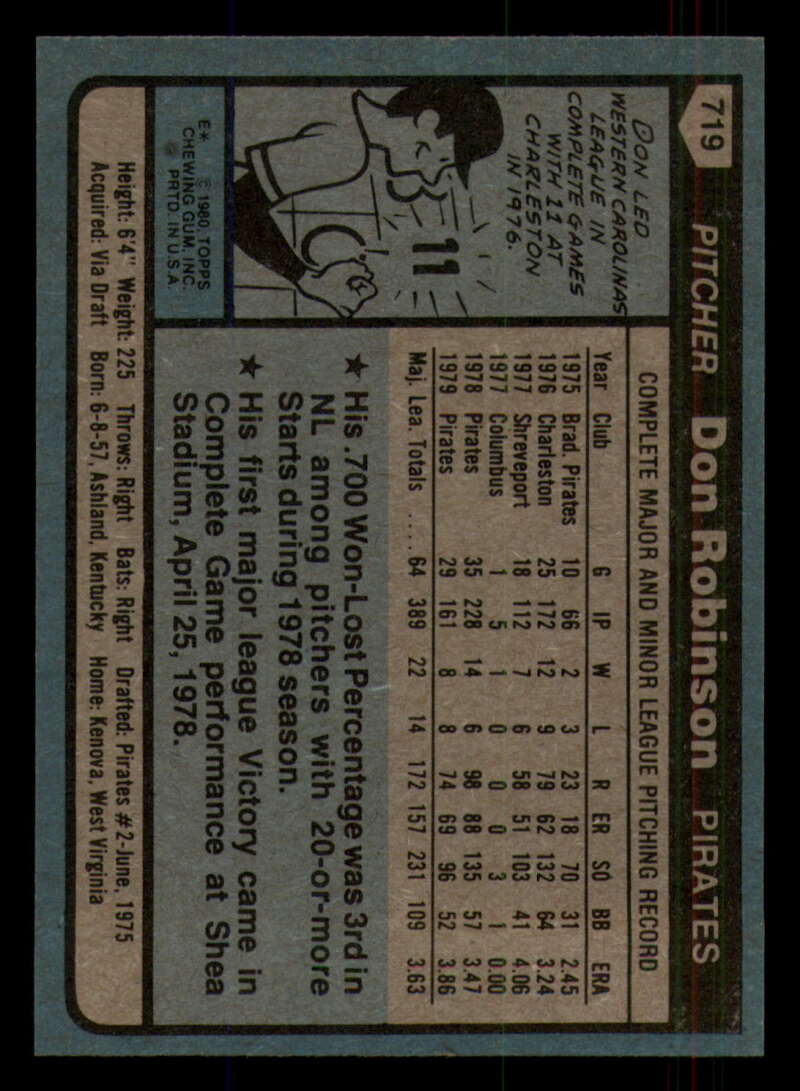 719 PITCHER Don Robinson PIRATES
DON LED
WESTERN CAROLINAS
LEAGUE IN
COMPLETE GAMES
WITH 11 AT
CHARLESTON
IN 1976.
11
E* © 1980 TOPPS
CHEWING GUM, INC.
PRTD. IN U.S.A.
COMPLETE MAJOR AND MINOR LEAGUE PITCHING RECORD
Year Club G IP W L R ER SO BB ERA
1975 Brad. Pirates 10 66 2 3 23 18 70 31 2.45
1976 Charleston 25 172 12 9 79 62 132 64 3.24
1977 Shreveport 18 112 7 6 58 51 103 41 4.06
1977 Columbus 1 5 1 0 0 0 3 1 0.00
1978 Pirates 35 228 14 6 98 88 135 57 3.47
1979 Pirates 29 161 8 8 74 69 96 52 3.86
Maj. Lea. Totals .... 64 389 22 14 172 157 231 109 3.63
★ His .700 Won-Lost Percentage was 3rd in
NL among pitchers with 20-or-more
Starts during 1978 season.
★ His first major league Victory came in
Complete Game performance at Shea
Stadium, April 25, 1978.
Height: 6'4" Weight: 225 Throws: Right Bats: Right Drafted: Pirates #2-June, 1975
Acquired: Via Draft Born: 6-8-57, Ashland, Kentucky Home: Kenova, West Virginia